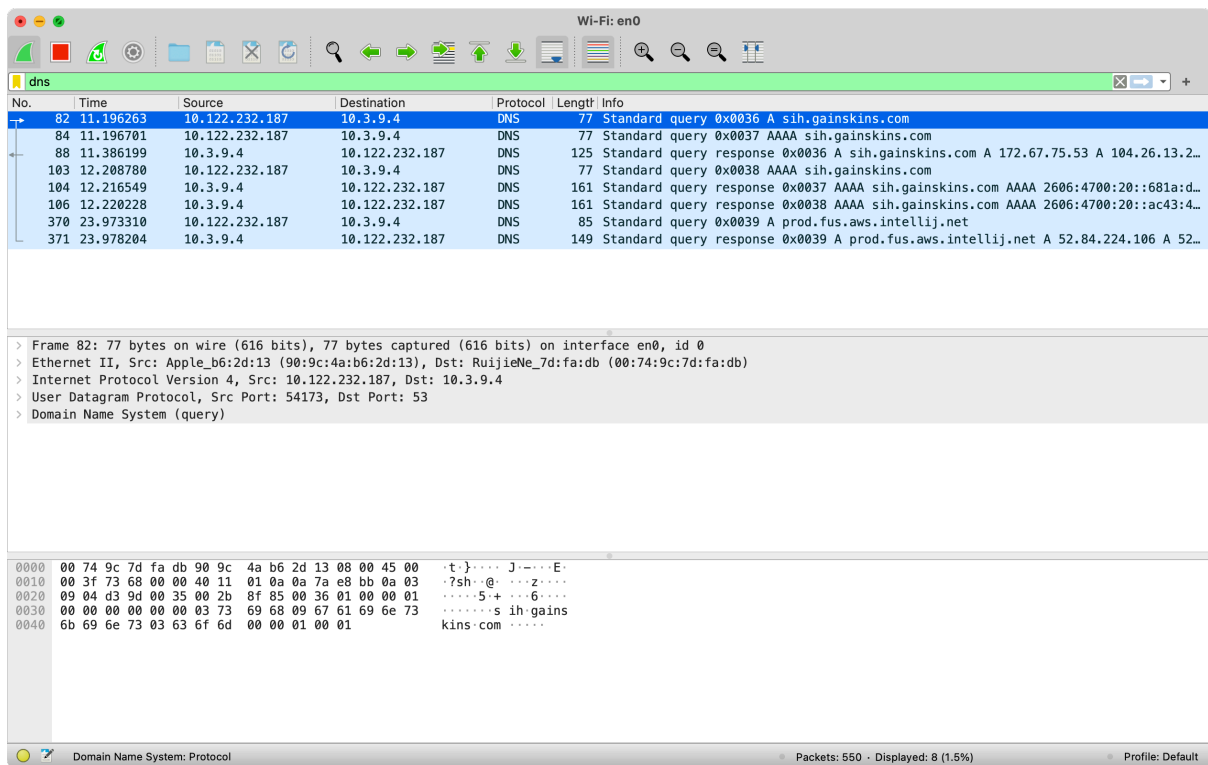 Wi-Fi: en0
dns
No. Time Source Destination Protocol Length Info
82 11.196263 10.122.232.187 10.3.9.4 DNS 77 Standard query 0x0036 A sih.gainskins.com
84 11.196701 10.122.232.187 10.3.9.4 DNS 77 Standard query 0x0037 AAAA sih.gainskins.com
88 11.386199 10.3.9.4 10.122.232.187 DNS 125 Standard query response 0x0036 A sih.gainskins.com A 172.67.75.53 A 104.26.13.2…
103 12.208780 10.122.232.187 10.3.9.4 DNS 77 Standard query 0x0038 AAAA sih.gainskins.com
104 12.216549 10.3.9.4 10.122.232.187 DNS 161 Standard query response 0x0037 AAAA sih.gainskins.com AAAA 2606:4700:20::681a:d…
106 12.220228 10.3.9.4 10.122.232.187 DNS 161 Standard query response 0x0038 AAAA sih.gainskins.com AAAA 2606:4700:20::ac43:4…
370 23.973310 10.122.232.187 10.3.9.4 DNS 85 Standard query 0x0039 A prod.fus.aws.intellij.net
371 23.978204 10.3.9.4 10.122.232.187 DNS 149 Standard query response 0x0039 A prod.fus.aws.intellij.net A 52.84.224.106 A 52…
> Frame 82: 77 bytes on wire (616 bits), 77 bytes captured (616 bits) on interface en0, id 0
> Ethernet II, Src: Apple_b6:2d:13 (90:9c:4a:b6:2d:13), Dst: RuijieNe_7d:fa:db (00:74:9c:7d:fa:db)
> Internet Protocol Version 4, Src: 10.122.232.187, Dst: 10.3.9.4
> User Datagram Protocol, Src Port: 54173, Dst Port: 53
> Domain Name System (query)
0000 00 74 9c 7d fa db 90 9c 4a b6 2d 13 08 00 45 00 ·t·}···· J·-···E·
0010 00 3f 73 68 00 00 40 11 01 0a 0a 7a e8 bb 0a 03 ·?sh··@· ···z····
0020 09 04 d3 9d 00 35 00 2b 8f 85 00 36 01 00 00 01 ·····5·+ ···6····
0030 00 00 00 00 00 00 03 73 69 68 09 67 61 69 6e 73 ·······s ih·gains
0040 6b 69 6e 73 03 63 6f 6d 00 00 01 00 01 kins·com ·····
Domain Name System: Protocol Packets: 550 · Displayed: 8 (1.5%) Profile: Default